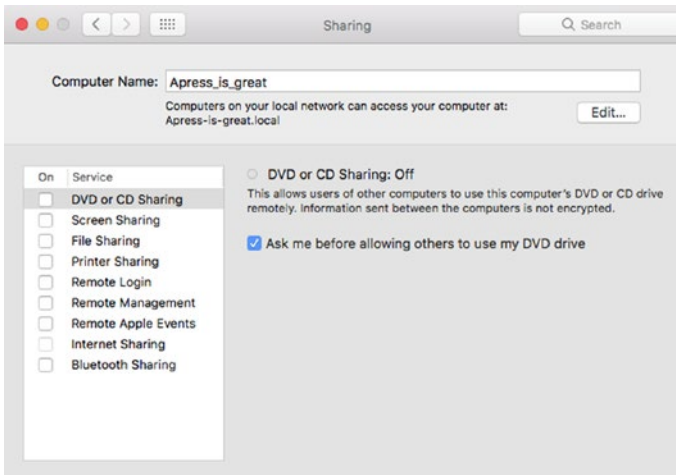 Sharing
Search
Computer Name: Apress_is_great
Computers on your local network can access your computer at:
Apress-is-great.local
Edit...
On Service
DVD or CD Sharing
Screen Sharing
File Sharing
Printer Sharing
Remote Login
Remote Management
Remote Apple Events
Internet Sharing
Bluetooth Sharing
DVD or CD Sharing: Off
This allows users of other computers to use this computer's DVD or CD drive
remotely. Information sent between the computers is not encrypted.
Ask me before allowing others to use my DVD drive